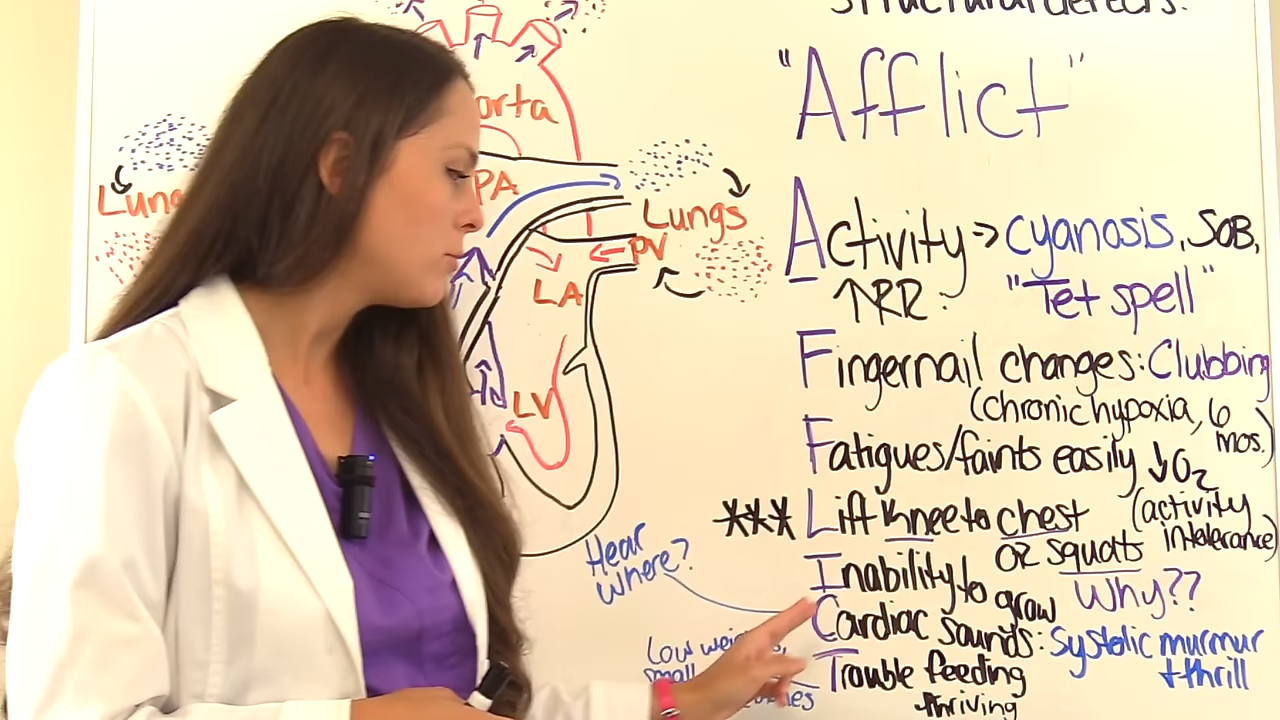 Structural defects:
"Afflict"
orta
PA
Lungs
Lungs
PV
LA
LV
Activity → cyanosis, SOB,
↑RR. "Tet spell"
Fingernail changes: Clubbing
(chronic hypoxia, 6 mos.)
Fatigues/faints easily ↓O2
(activity intolerance)
*** Lift knee to chest
or squats
Inability to grow Why??
Hear
where?
Cardiac sounds: Systolic murmur
+ thrill
Low
small
Trouble feeding
thriving